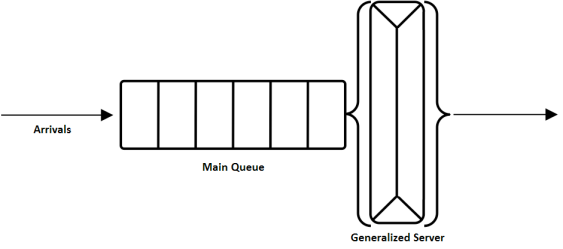 Arrivals
Main Queue
Generalized Server